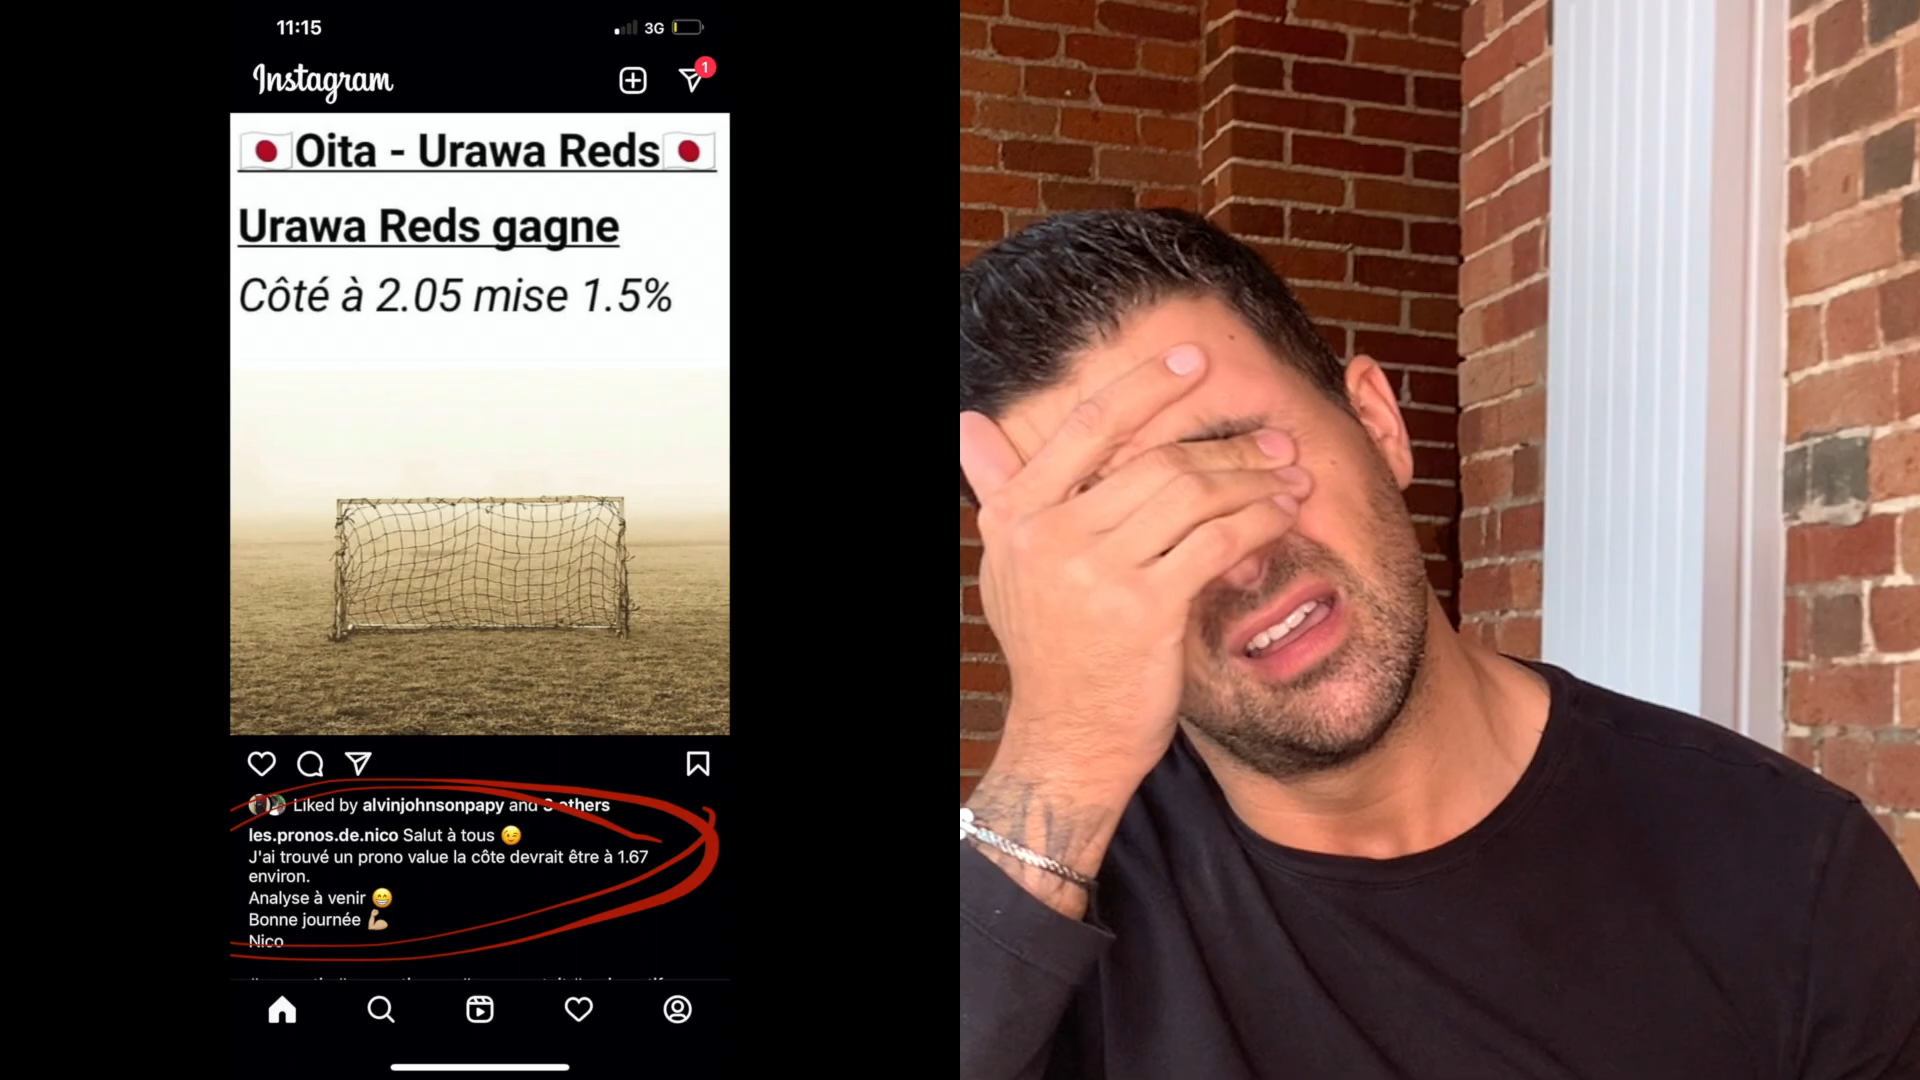 11:15
3G
Instagram
1
Oita - Urawa Reds
Urawa Reds gagne
Côté à 2.05 mise 1.5%
Liked by alvinjohnsonpapy and 3 others
les.pronos.de.nico Salut à tous 😉
J'ai trouvé un prono value la côte devrait être à 1.67
environ.
Analyse à venir 😁
Bonne journée 💪🏼
Nico